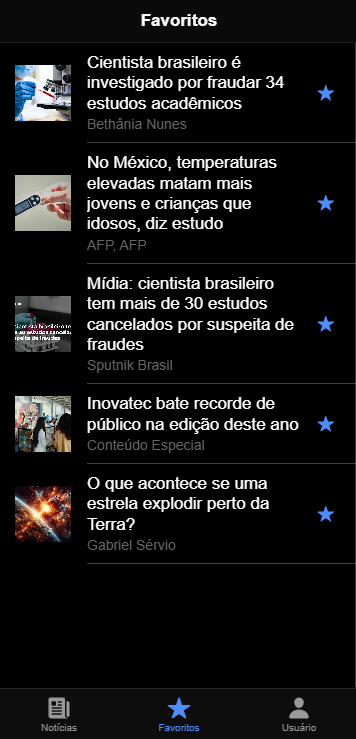 Favoritos
Cientista brasileiro é
investigado por fraudar 34
estudos acadêmicos
Bethânia Nunes
No México, temperaturas
elevadas matam mais
jovens e crianças que
idosos, diz estudo
AFP, AFP
Mídia: cientista brasileiro
tem mais de 30 estudos
cancelados por suspeita de
fraudes
Sputnik Brasil
Inovatec bate recorde de
público na edição deste ano
Conteúdo Especial
O que acontece se uma
estrela explodir perto da
Terra?
Gabriel Sérvio
Notícias
Favoritos
Usuário